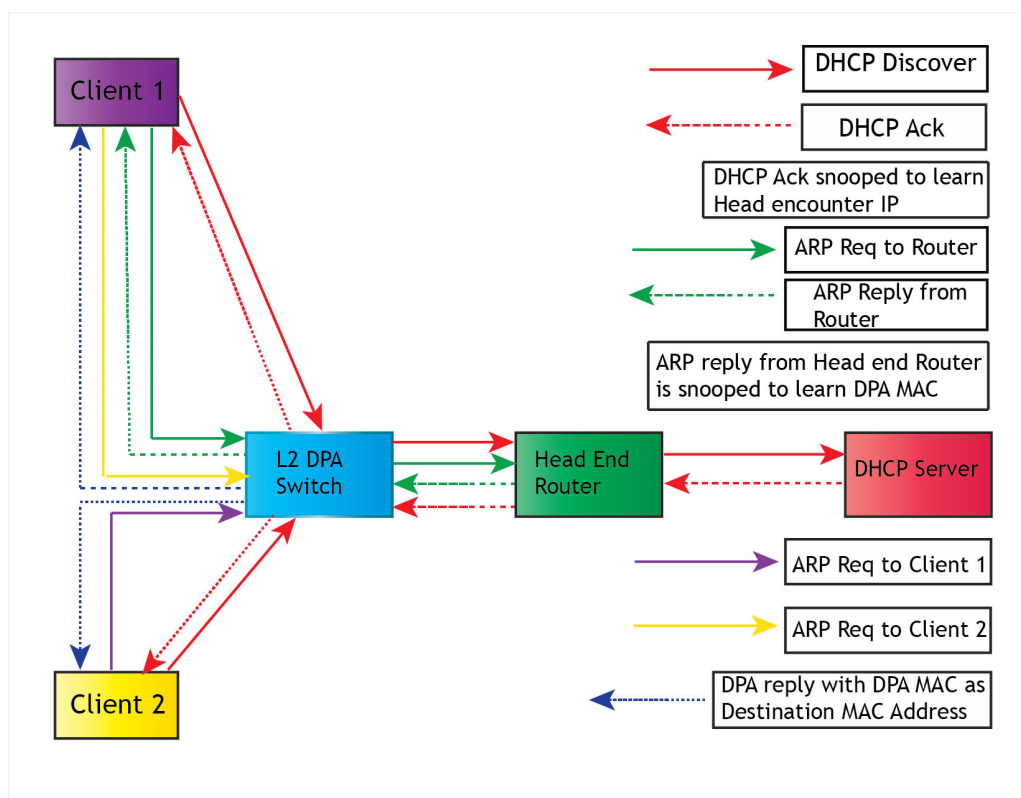 Client 1
DHCP Discover
DHCP Ack
DHCP Ack snooped to learn
Head encounter IP
ARP Req to Router
ARP Reply from
Router
ARP reply from Head end Router
is snooped to learn DPA MAC
L2 DPA
Switch
Head End
Router
DHCP Server
ARP Req to Client 1
ARP Req to Client 2
Client 2
DPA reply with DPA MAC as
Destination MAC Address